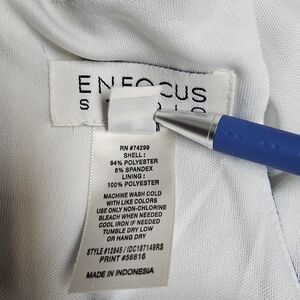 ENFOCUS
RN #74299
SHELL :
94% POLYESTER
6% SPANDEX
LINING :
100% POLYESTER
MACHINE WASH COLD
WITH LIKE COLORS
USE ONLY NON-CHLORINE
BLEACH WHEN NEEDED
COOL IRON IF NEEDED
TUMBLE DRY LOW
OR HANG DRY
STYLE #12845 / IDC187149RS
PRINT #56816
MADE IN INDONESIA